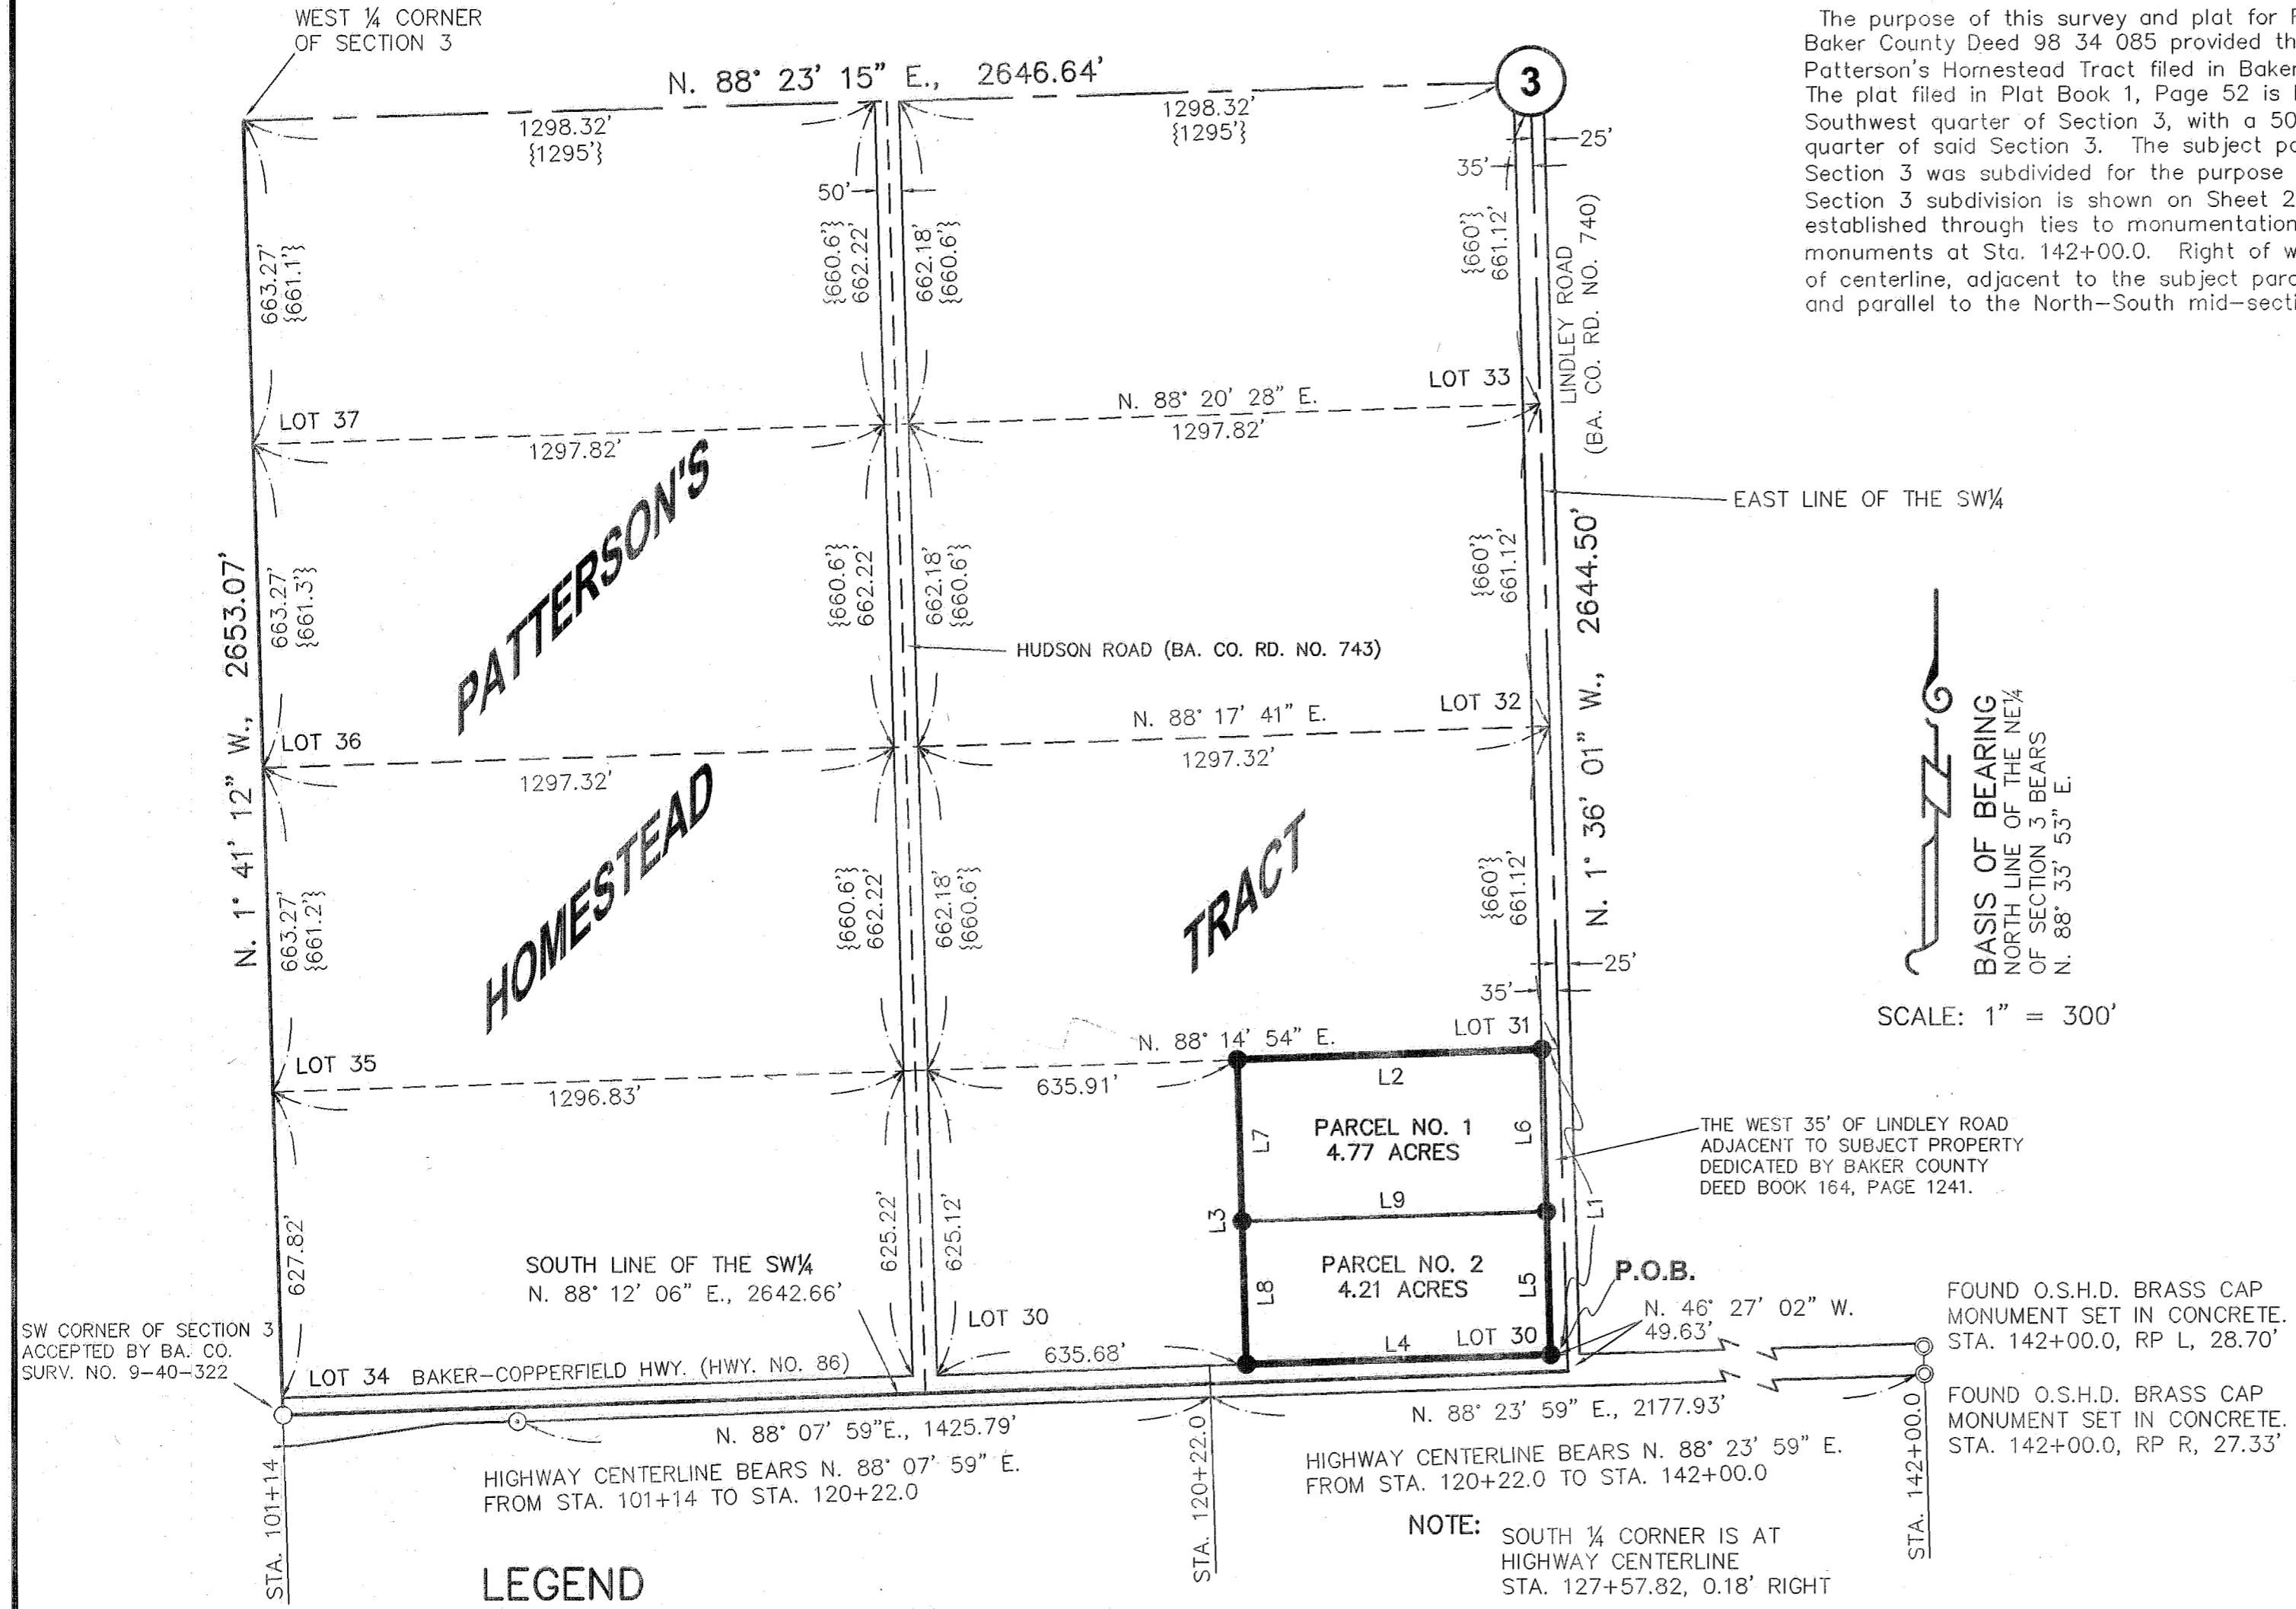 WEST ¼ CORNER
OF SECTION 3
N. 88° 23' 15" E., 2646.64'
3
1298.32'
{1295'}
1298.32'
{1295'}
25'
35'
50'
663.27'
{661.1'}
{660.6'}
662.22'
662.18'
{660.6'}
{660'}
661.12'
LINDLEY ROAD
(BA. CO. RD. NO. 740)
The purpose of this survey and plat for
Baker County Deed 98 34 085 provided
Patterson's Homestead Tract filed in Baker
The plat filed in Plat Book 1, Page 52 is
Southwest quarter of Section 3, with a 50
quarter of said Section 3. The subject
Section 3 was subdivided for the purpose
Section 3 subdivision is shown on Sheet 2
established through ties to monumentation
monuments at Sta. 142+00.0. Right of
of centerline, adjacent to the subject
and parallel to the North-South
LOT 37
1297.82'
LOT 33
N. 88° 20' 28" E.
1297.82'
PATTERSON'S
EAST LINE OF THE SW¼
N. 1° 41' 12" W., 2653.07'
663.27'
{661.3'}
{660.6'}
662.22'
662.18'
{660.6'}
{660'}
661.12'
N. 1° 36' 01" W., 2644.50'
HUDSON ROAD (BA. CO. RD. NO. 743)
LOT 36
1297.32'
LOT 32
N. 88° 17' 41" E.
1297.32'
BASIS OF BEARING
NORTH LINE OF THE NE¼
OF SECTION 3 BEARS
N. 88° 33' 53" E.
SCALE: 1" = 300'
HOMESTEAD
TRACT
663.27'
{661.2'}
{660.6'}
662.22'
662.18'
{660.6'}
{660'}
661.12'
25'
35'
LOT 35
1296.83'
LOT 31
N. 88° 14' 54" E.
635.91'
L2
PARCEL NO. 1
4.77 ACRES
L7
L6
L3
L9
L1
THE WEST 35' OF LINDLEY ROAD
ADJACENT TO SUBJECT PROPERTY
DEDICATED BY BAKER COUNTY
DEED BOOK 164, PAGE 1241.
627.82'
625.22'
625.12'
SOUTH LINE OF THE SW¼
N. 88° 12' 06" E., 2642.66'
PARCEL NO. 2
4.21 ACRES
L8
L5
L4
LOT 30
LOT 30
635.68'
P.O.B.
N. 46° 27' 02" W.
49.63'
FOUND O.S.H.D. BRASS CAP
MONUMENT SET IN CONCRETE.
STA. 142+00.0, RP L, 28.70'
SW CORNER OF SECTION 3
ACCEPTED BY BA. CO.
SURV. NO. 9-40-322
LOT 34 BAKER-COPPERFIELD HWY. (HWY. NO. 86)
N. 88° 07' 59"E., 1425.79'
N. 88° 23' 59" E., 2177.93'
FOUND O.S.H.D. BRASS CAP
MONUMENT SET IN CONCRETE.
STA. 142+00.0, RP R, 27.33'
HIGHWAY CENTERLINE BEARS N. 88° 07' 59" E.
FROM STA. 101+14 TO STA. 120+22.0
HIGHWAY CENTERLINE BEARS N. 88° 23' 59" E.
FROM STA. 120+22.0 TO STA. 142+00.0
STA. 101+14
STA. 120+22.0
STA. 142+00.0
NOTE: SOUTH ¼ CORNER IS AT
HIGHWAY CENTERLINE
STA. 127+57.82, 0.18' RIGHT
LEGEND